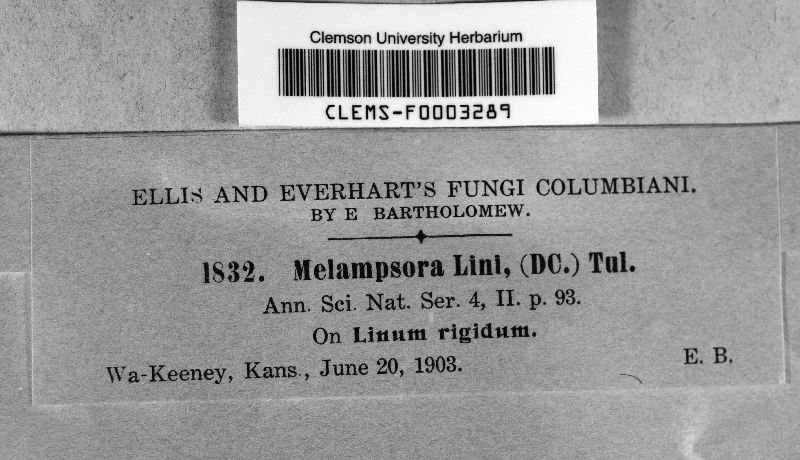 Clemson University Herbarium
CLEMS-F0003289
ELLIS AND EVERHART'S FUNGI COLUMBIANI.
BY E BARTHOLOMEW.
1832. Melampsora Lini, (DC.) Tul.
Ann. Sci. Nat. Ser. 4, II. p. 93.
On Linum rigidum.
Wa-Keeney, Kans., June 20, 1903. E. B.